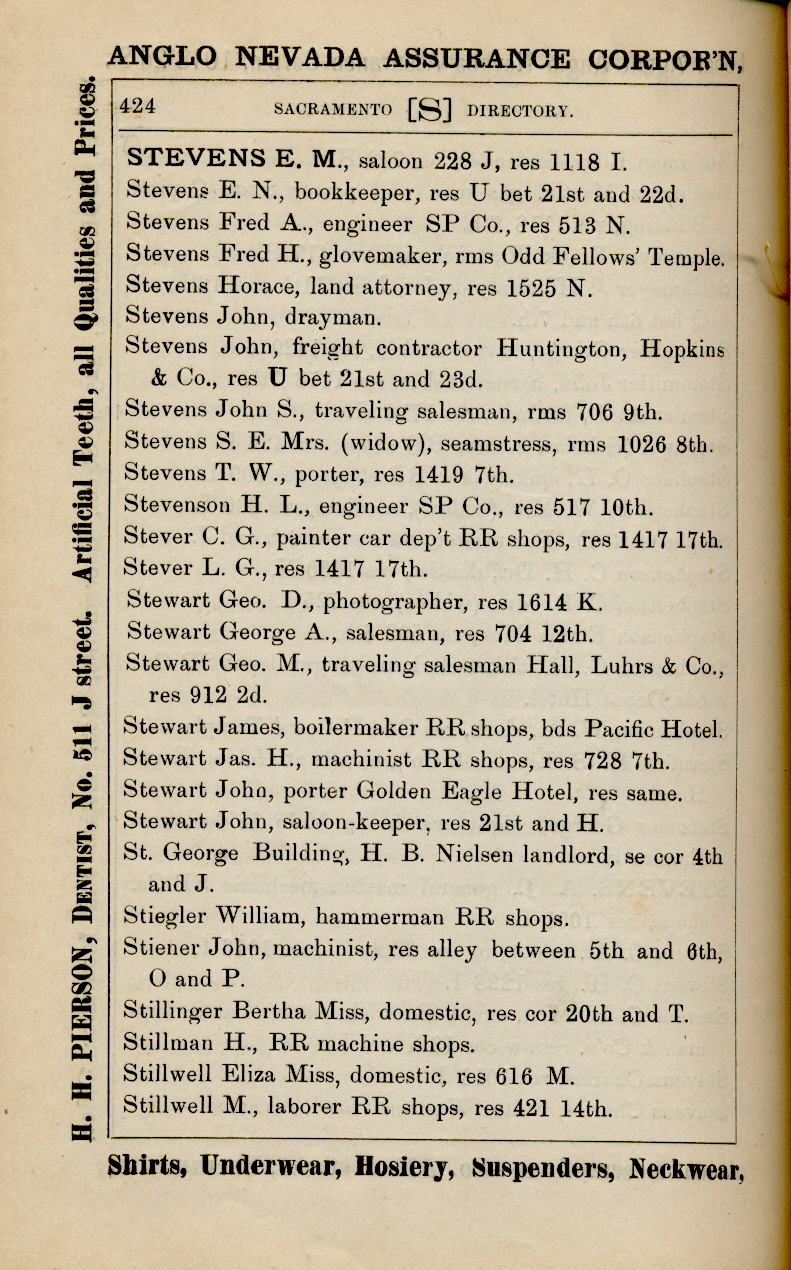 ANGLO NEVADA ASSURANCE CORPOR'N,
424 SACRAMENTO [S] DIRECTORY.
STEVENS E. M., saloon 228 J, res 1118 I.
Stevens E. N., bookkeeper, res U bet 21st and 22d.
Stevens Fred A., engineer SP Co., res 513 N.
Stevens Fred H., glovemaker, rms Odd Fellows' Temple.
Stevens Horace, land attorney, res 1525 N.
Stevens John, drayman.
Stevens John, freight contractor Huntington, Hopkins
& Co., res U bet 21st and 23d.
Stevens John S., traveling salesman, rms 706 9th.
Stevens S. E. Mrs. (widow), seamstress, rms 1026 8th.
Stevens T. W., porter, res 1419 7th.
Stevenson H. L., engineer SP Co., res 517 10th.
Stever C. G., painter car dep't RR shops, res 1417 17th.
Stever L. G., res 1417 17th.
Stewart Geo. D., photographer, res 1614 K.
Stewart George A., salesman, res 704 12th.
Stewart Geo. M., traveling salesman Hall, Luhrs & Co.,
res 912 2d.
Stewart James, boilermaker RR shops, bds Pacific Hotel.
Stewart Jas. H., machinist RR shops, res 728 7th.
Stewart John, porter Golden Eagle Hotel, res same.
Stewart John, saloon-keeper, res 21st and H.
St. George Building, H. B. Nielsen landlord, se cor 4th
and J.
Stiegler William, hammerman RR shops.
Stiener John, machinist, res alley between 5th and 6th,
O and P.
Stillinger Bertha Miss, domestic, res cor 20th and T.
Stillman H., RR machine shops.
Stillwell Eliza Miss, domestic, res 616 M.
Stillwell M., laborer RR shops, res 421 14th.
Shirts, Underwear, Hosiery, Suspenders, Neckwear,
H. H. PIERSON, DENTIST, No. 511 J street. Artificial Teeth, all Qualities and Prices.